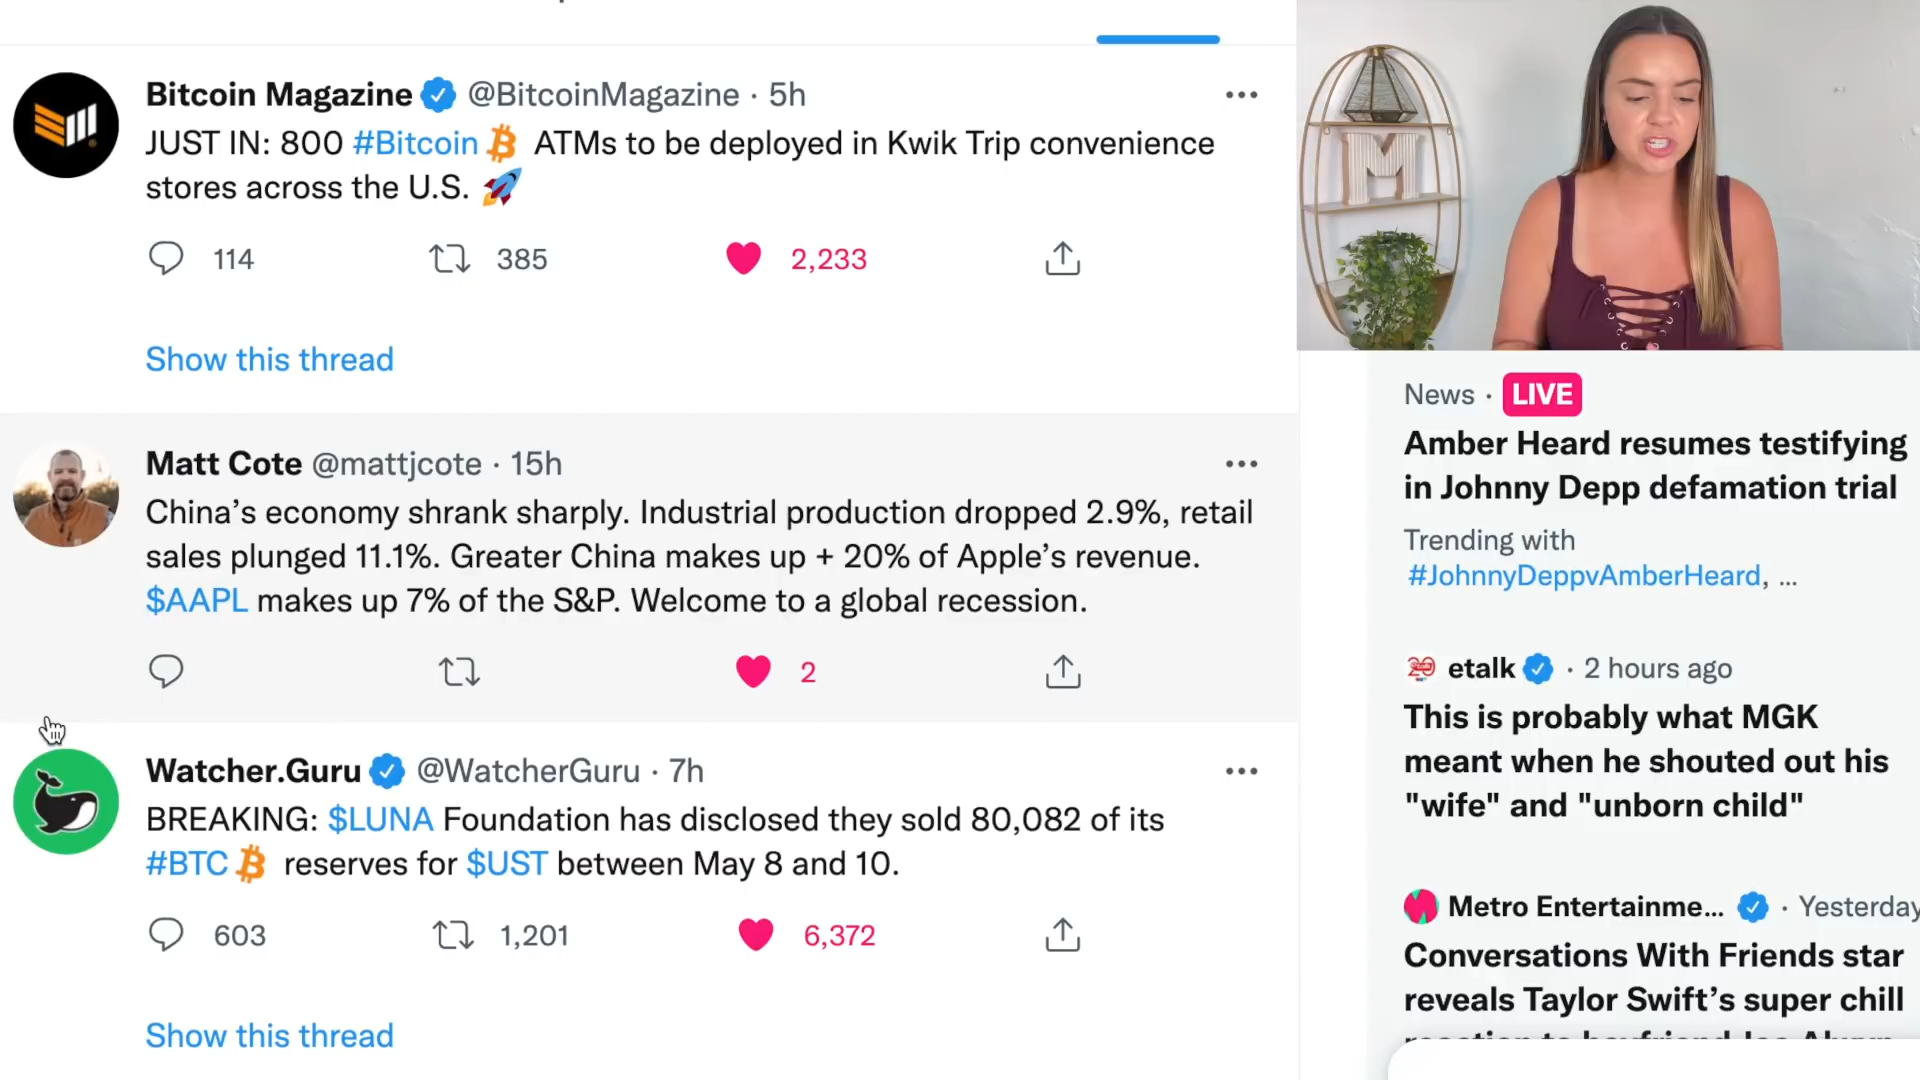 Bitcoin Magazine @BitcoinMagazine · 5h
JUST IN: 800 #Bitcoin ATMs to be deployed in Kwik Trip convenience
stores across the U.S. 🚀
114 385 2,233
Show this thread
Matt Cote @mattjcote · 15h
China’s economy shrank sharply. Industrial production dropped 2.9%, retail
sales plunged 11.1%. Greater China makes up + 20% of Apple’s revenue.
$AAPL makes up 7% of the S&P. Welcome to a global recession.
2
Watcher.Guru @WatcherGuru · 7h
BREAKING: $LUNA Foundation has disclosed they sold 80,082 of its
#BTC reserves for $UST between May 8 and 10.
603 1,201 6,372
Show this thread
M
News · LIVE
Amber Heard resumes testifying
in Johnny Depp defamation trial
Trending with
#JohnnyDeppvAmberHeard, ...
etalk · 2 hours ago
This is probably what MGK
meant when he shouted out his
"wife" and "unborn child"
Metro Entertainme... · Yesterday
Conversations With Friends star
reveals Taylor Swift’s super chill